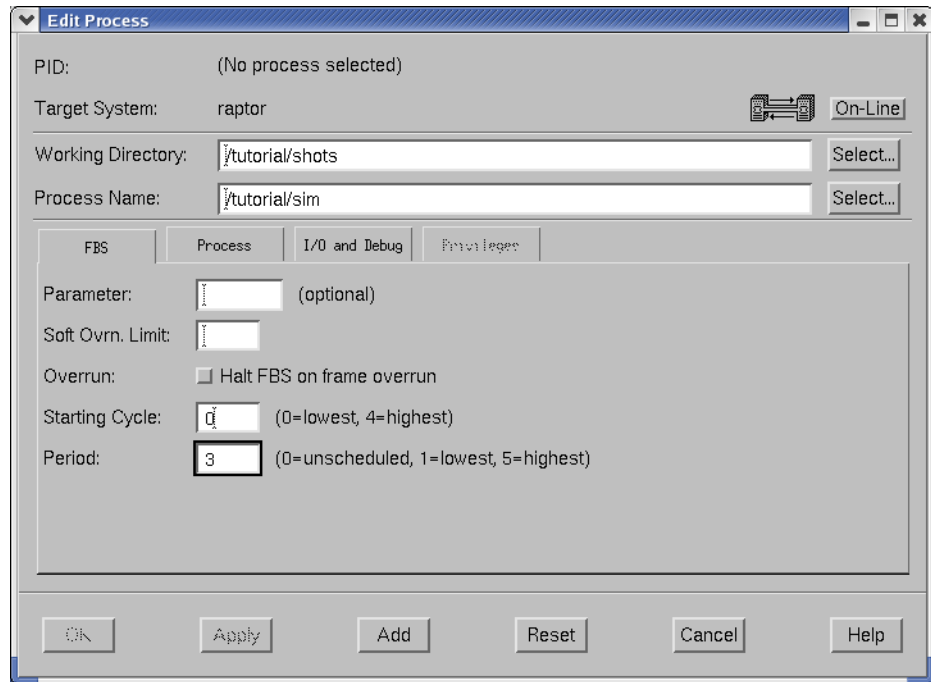 Edit Process
PID: (No process selected)
Target System: raptor On-Line
Working Directory: /tutorial/shots Select...
Process Name: /tutorial/sim Select...
FBS Process I/O and Debug Privileges
Parameter: (optional)
Soft Ovrn. Limit:
Overrun: Halt FBS on frame overrun
Starting Cycle: 0 (0=lowest, 4=highest)
Period: 3 (0=unscheduled, 1=lowest, 5=highest)
OK Apply Add Reset Cancel Help